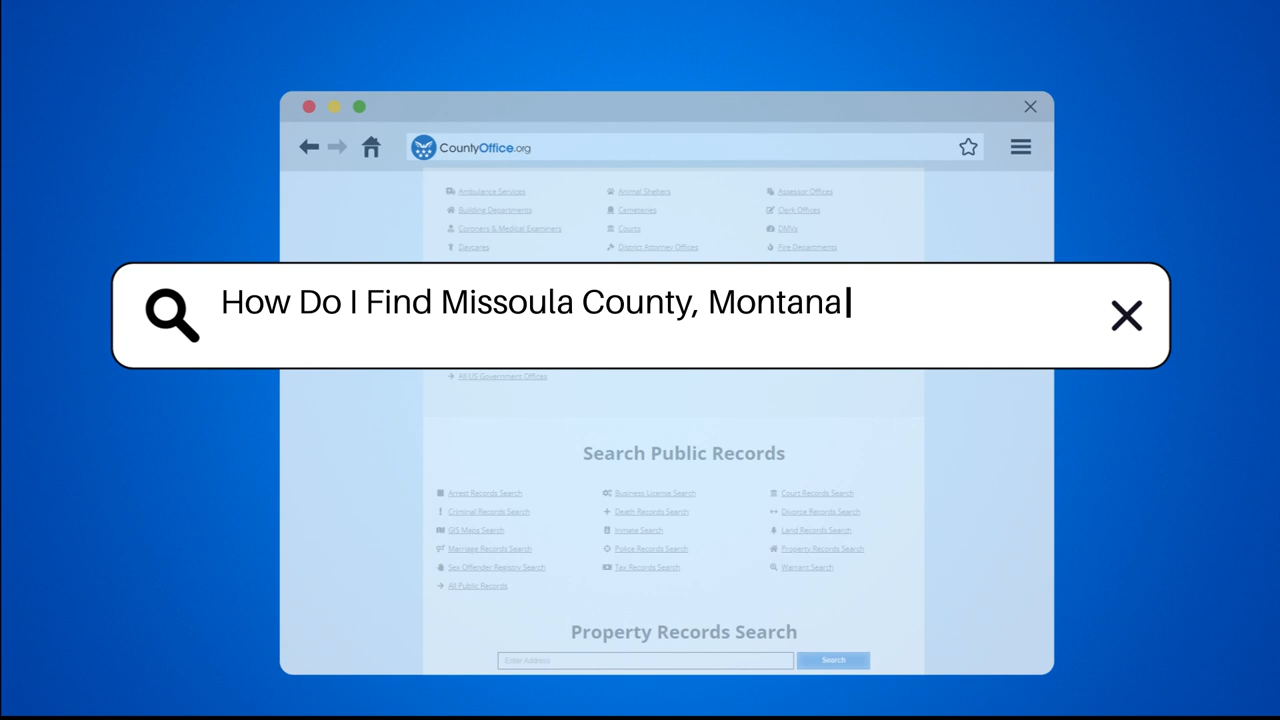 CountyOffice.org
Ambulance Services Animal Shelters Assessor Offices
Building Departments Cemeteries Clerk Offices
Coroners & Medical Examiners Courts DMVs
Daycares District Attorney Offices Fire Departments
How Do I Find Missoula County, Montana
All US Government Offices
Search Public Records
Arrest Records Search Business License Search Court Records Search
Criminal Records Search Death Records Search Divorce Records Search
GIS Maps Search Inmate Search Land Records Search
Marriage Records Search Police Records Search Property Records Search
Sex Offender Registry Search Tax Records Search Warrant Search
All Public Records
Property Records Search
Enter Address Search